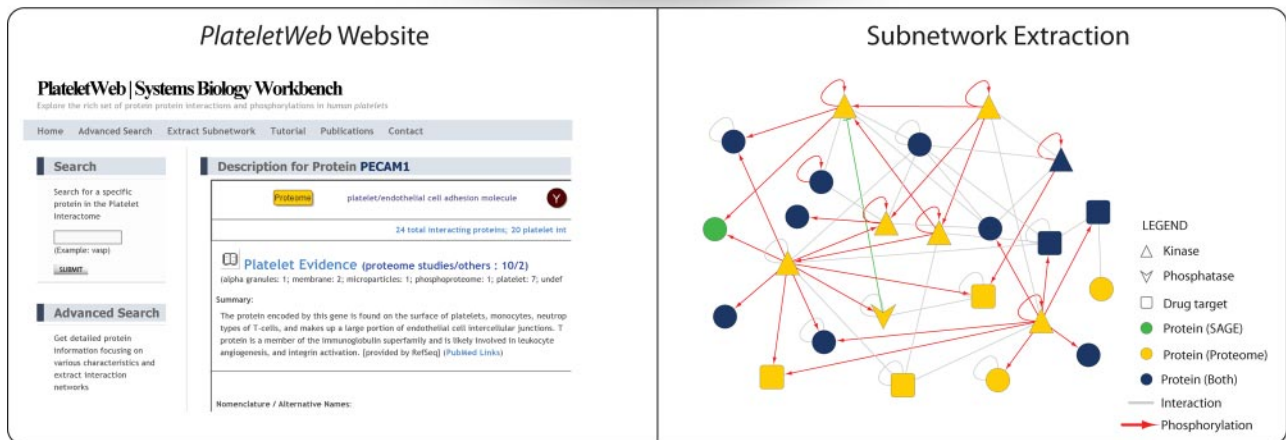 PlateletWeb Website
PlateletWeb | Systems Biology Workbench
Explore the rich set of protein protein interactions and phosphorylations in human platelets
Home Advanced Search Extract Subnetwork Tutorial Publications Contact
Search
Search for a specific
protein in the Platelet
Interactome
(Example: vasp)
SUBMIT
Advanced Search
Get detailed protein
information focusing on
various characteristics and
extract interaction
networks
Description for Protein PECAM1
Proteome platelet/endothelial cell adhesion molecule Y
24 total interacting proteins; 20 platelet int
Platelet Evidence (proteome studies/others : 10/2)
(alpha granules: 1; membrane: 2; microparticles: 1; phosphoproteome: 1; platelet: 7; undef
Summary:
The protein encoded by this gene is found on the surface of platelets, monocytes, neutrop
types of T-cells, and makes up a large portion of endothelial cell intercellular junctions. T
protein is a member of the immunoglobulin superfamily and is likely involved in leukocyte
angiogenesis, and integrin activation. [provided by RefSeq] (PubMed Links)
Nomenclature / Alternative Names:
Subnetwork Extraction
LEGEND
Kinase
Phosphatase
Drug target
Protein (SAGE)
Protein (Proteome)
Protein (Both)
Interaction
Phosphorylation